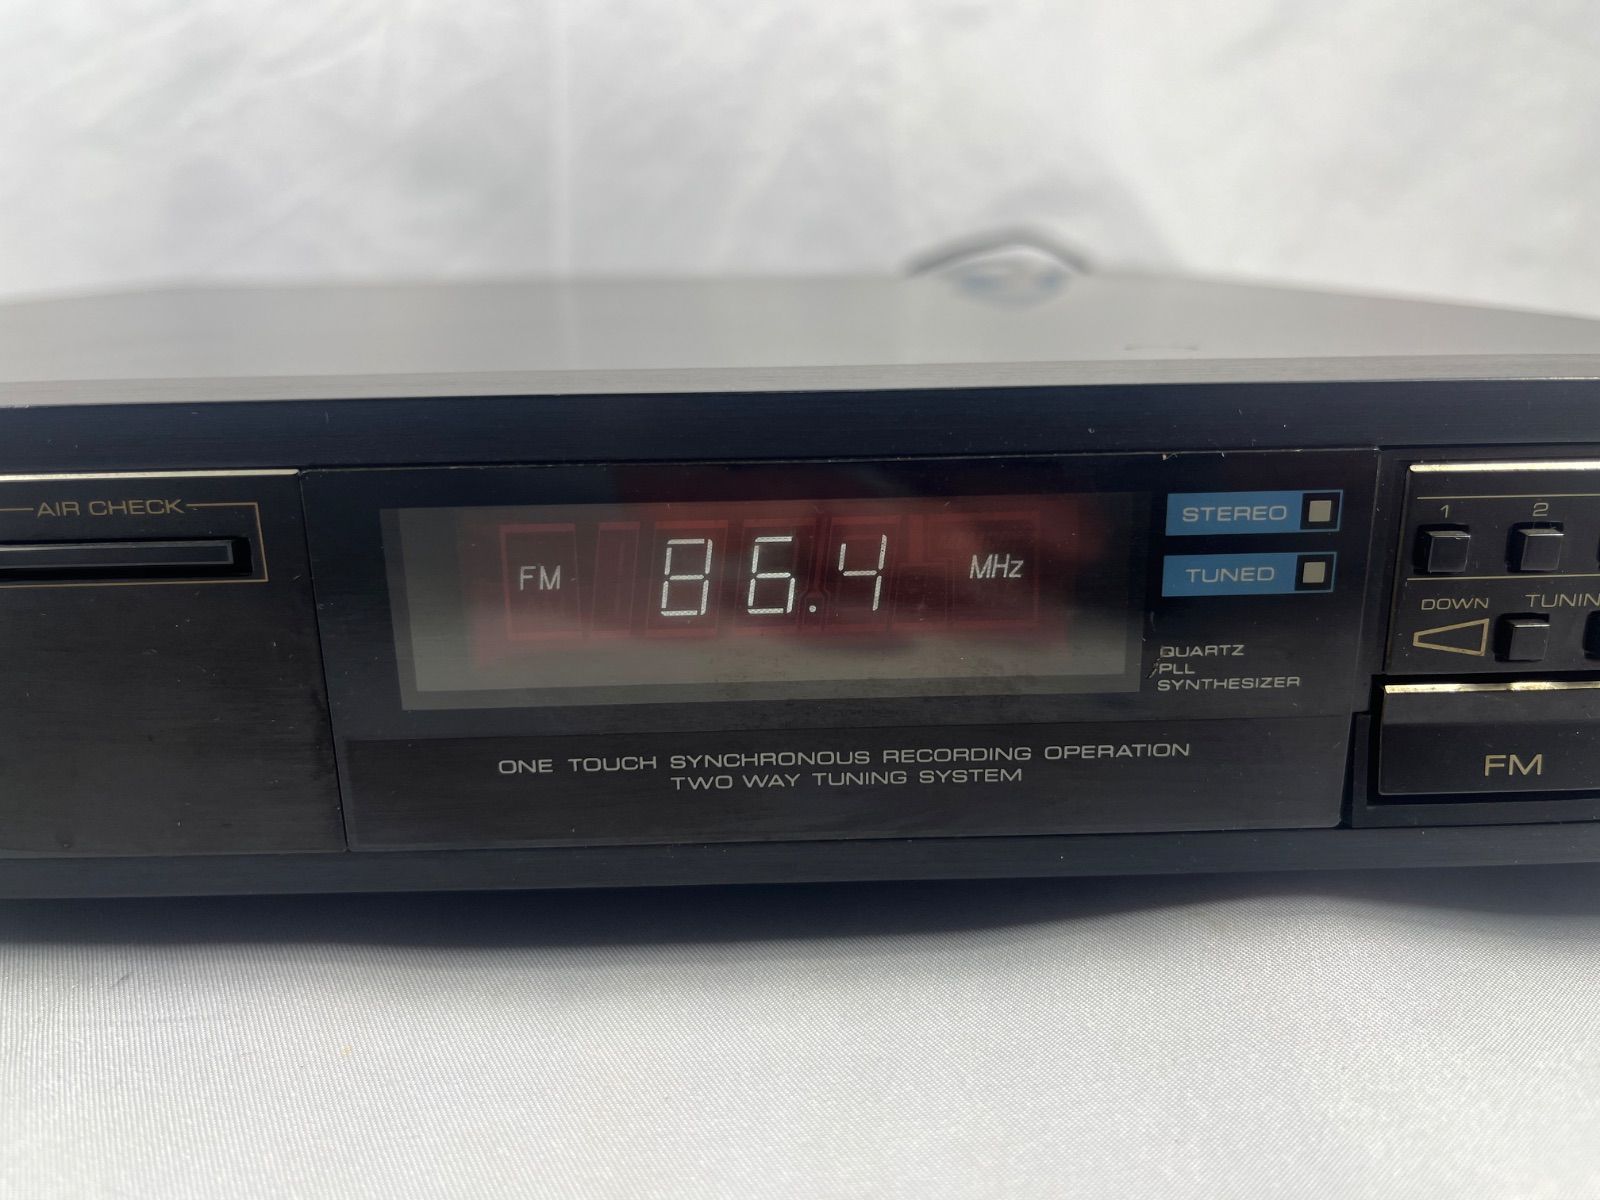 AIR CHECK
FM 86.4 MHz
STEREO
TUNED
QUARTZ
PLL
SYNTHESIZER
ONE TOUCH SYNCHRONOUS RECORDING OPERATION
TWO WAY TUNING SYSTEM
1 2
DOWN TUNIN
FM